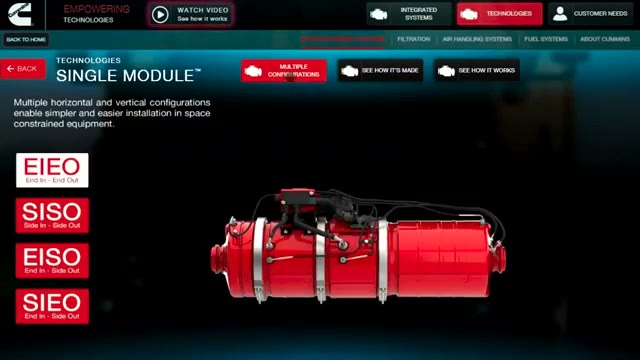 EMPOWERING
TECHNOLOGIES
WATCH VIDEO
See how it works
INTEGRATED
SYSTEMS
TECHNOLOGIES
CUSTOMER NEEDS
BACK TO HOME
FILTRATION
AIR HANDLING SYSTEMS
FUEL SYSTEMS
ABOUT CUMMINS
BACK
TECHNOLOGIES
SINGLE MODULE™
MULTIPLE
CONFIGURATIONS
SEE HOW IT'S MADE
SEE HOW IT WORKS
Multiple horizontal and vertical configurations
enable simpler and easier installation in space
constrained equipment.
EIEO
End In - End Out
SISO
Side In - Side Out
EISO
End In - Side Out
SIEO
Side In - End Out